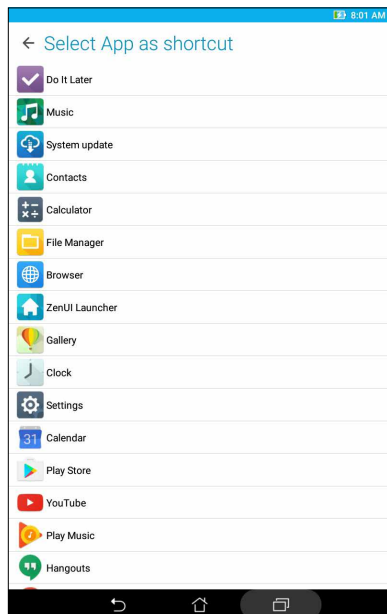 8:01 AM
Select App as shortcut
Do It Later
Music
System update
Contacts
Calculator
File Manager
Browser
ZenUI Launcher
Gallery
Clock
Settings
31 Calendar
Play Store
YouTube
Play Music
Hangouts